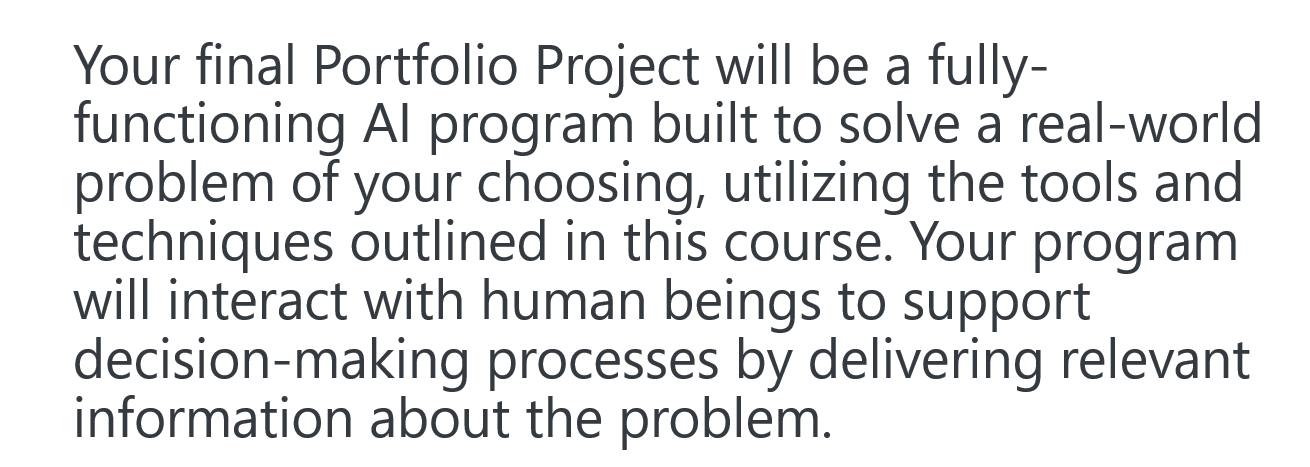 Your final Portfolio Project will be a fully-
functioning AI program built to solve a real-world
problem of your choosing, utilizing the tools and
techniques outlined in this course. Your program
will interact with human beings to support
decision-making processes by delivering relevant
information about the problem.